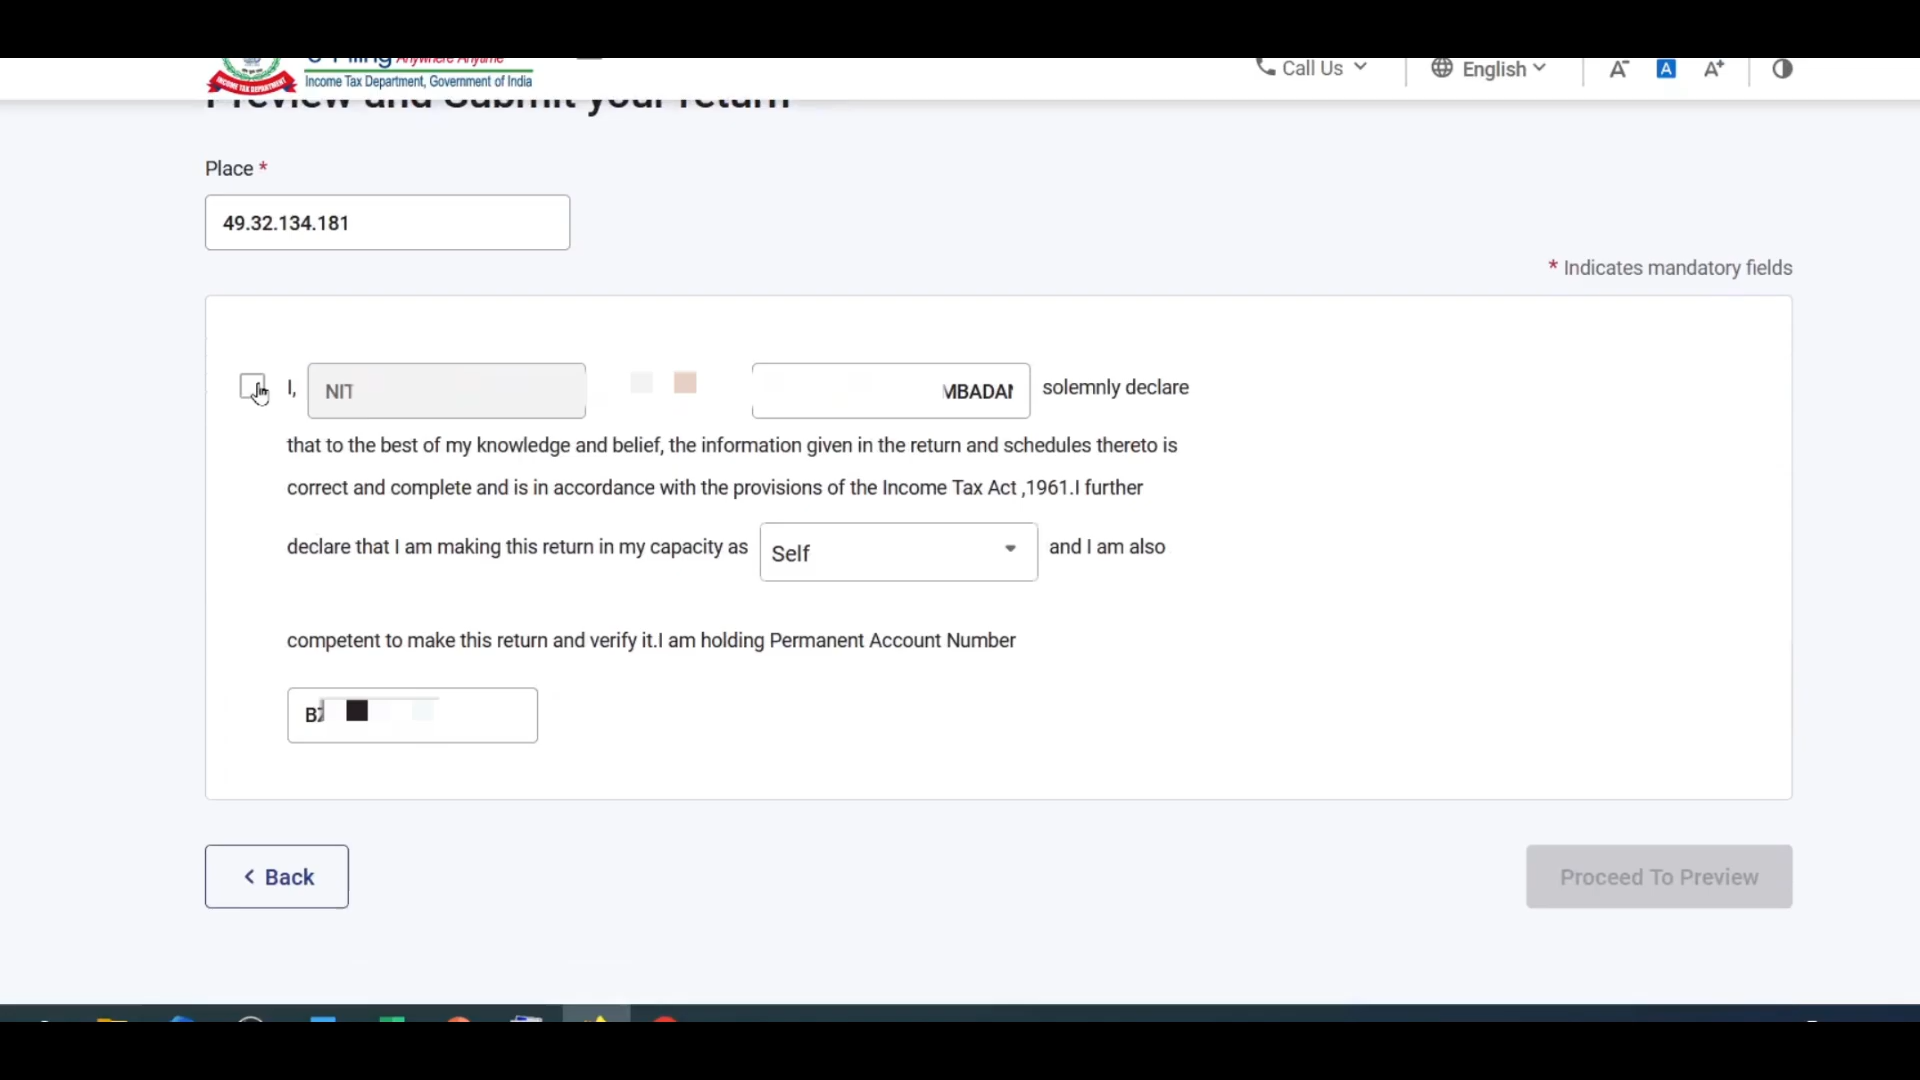 e-Filing Anywhere Anytime
Income Tax Department, Government of India
Call Us
English
A- A A+
Preview and Submit your return
Place *
49.32.134.181
* Indicates mandatory fields
I, NIT MBADAM solemnly declare
that to the best of my knowledge and belief, the information given in the return and schedules thereto is
correct and complete and is in accordance with the provisions of the Income Tax Act ,1961.I further
declare that I am making this return in my capacity as Self and I am also
competent to make this return and verify it.I am holding Permanent Account Number
B
< Back
Proceed To Preview